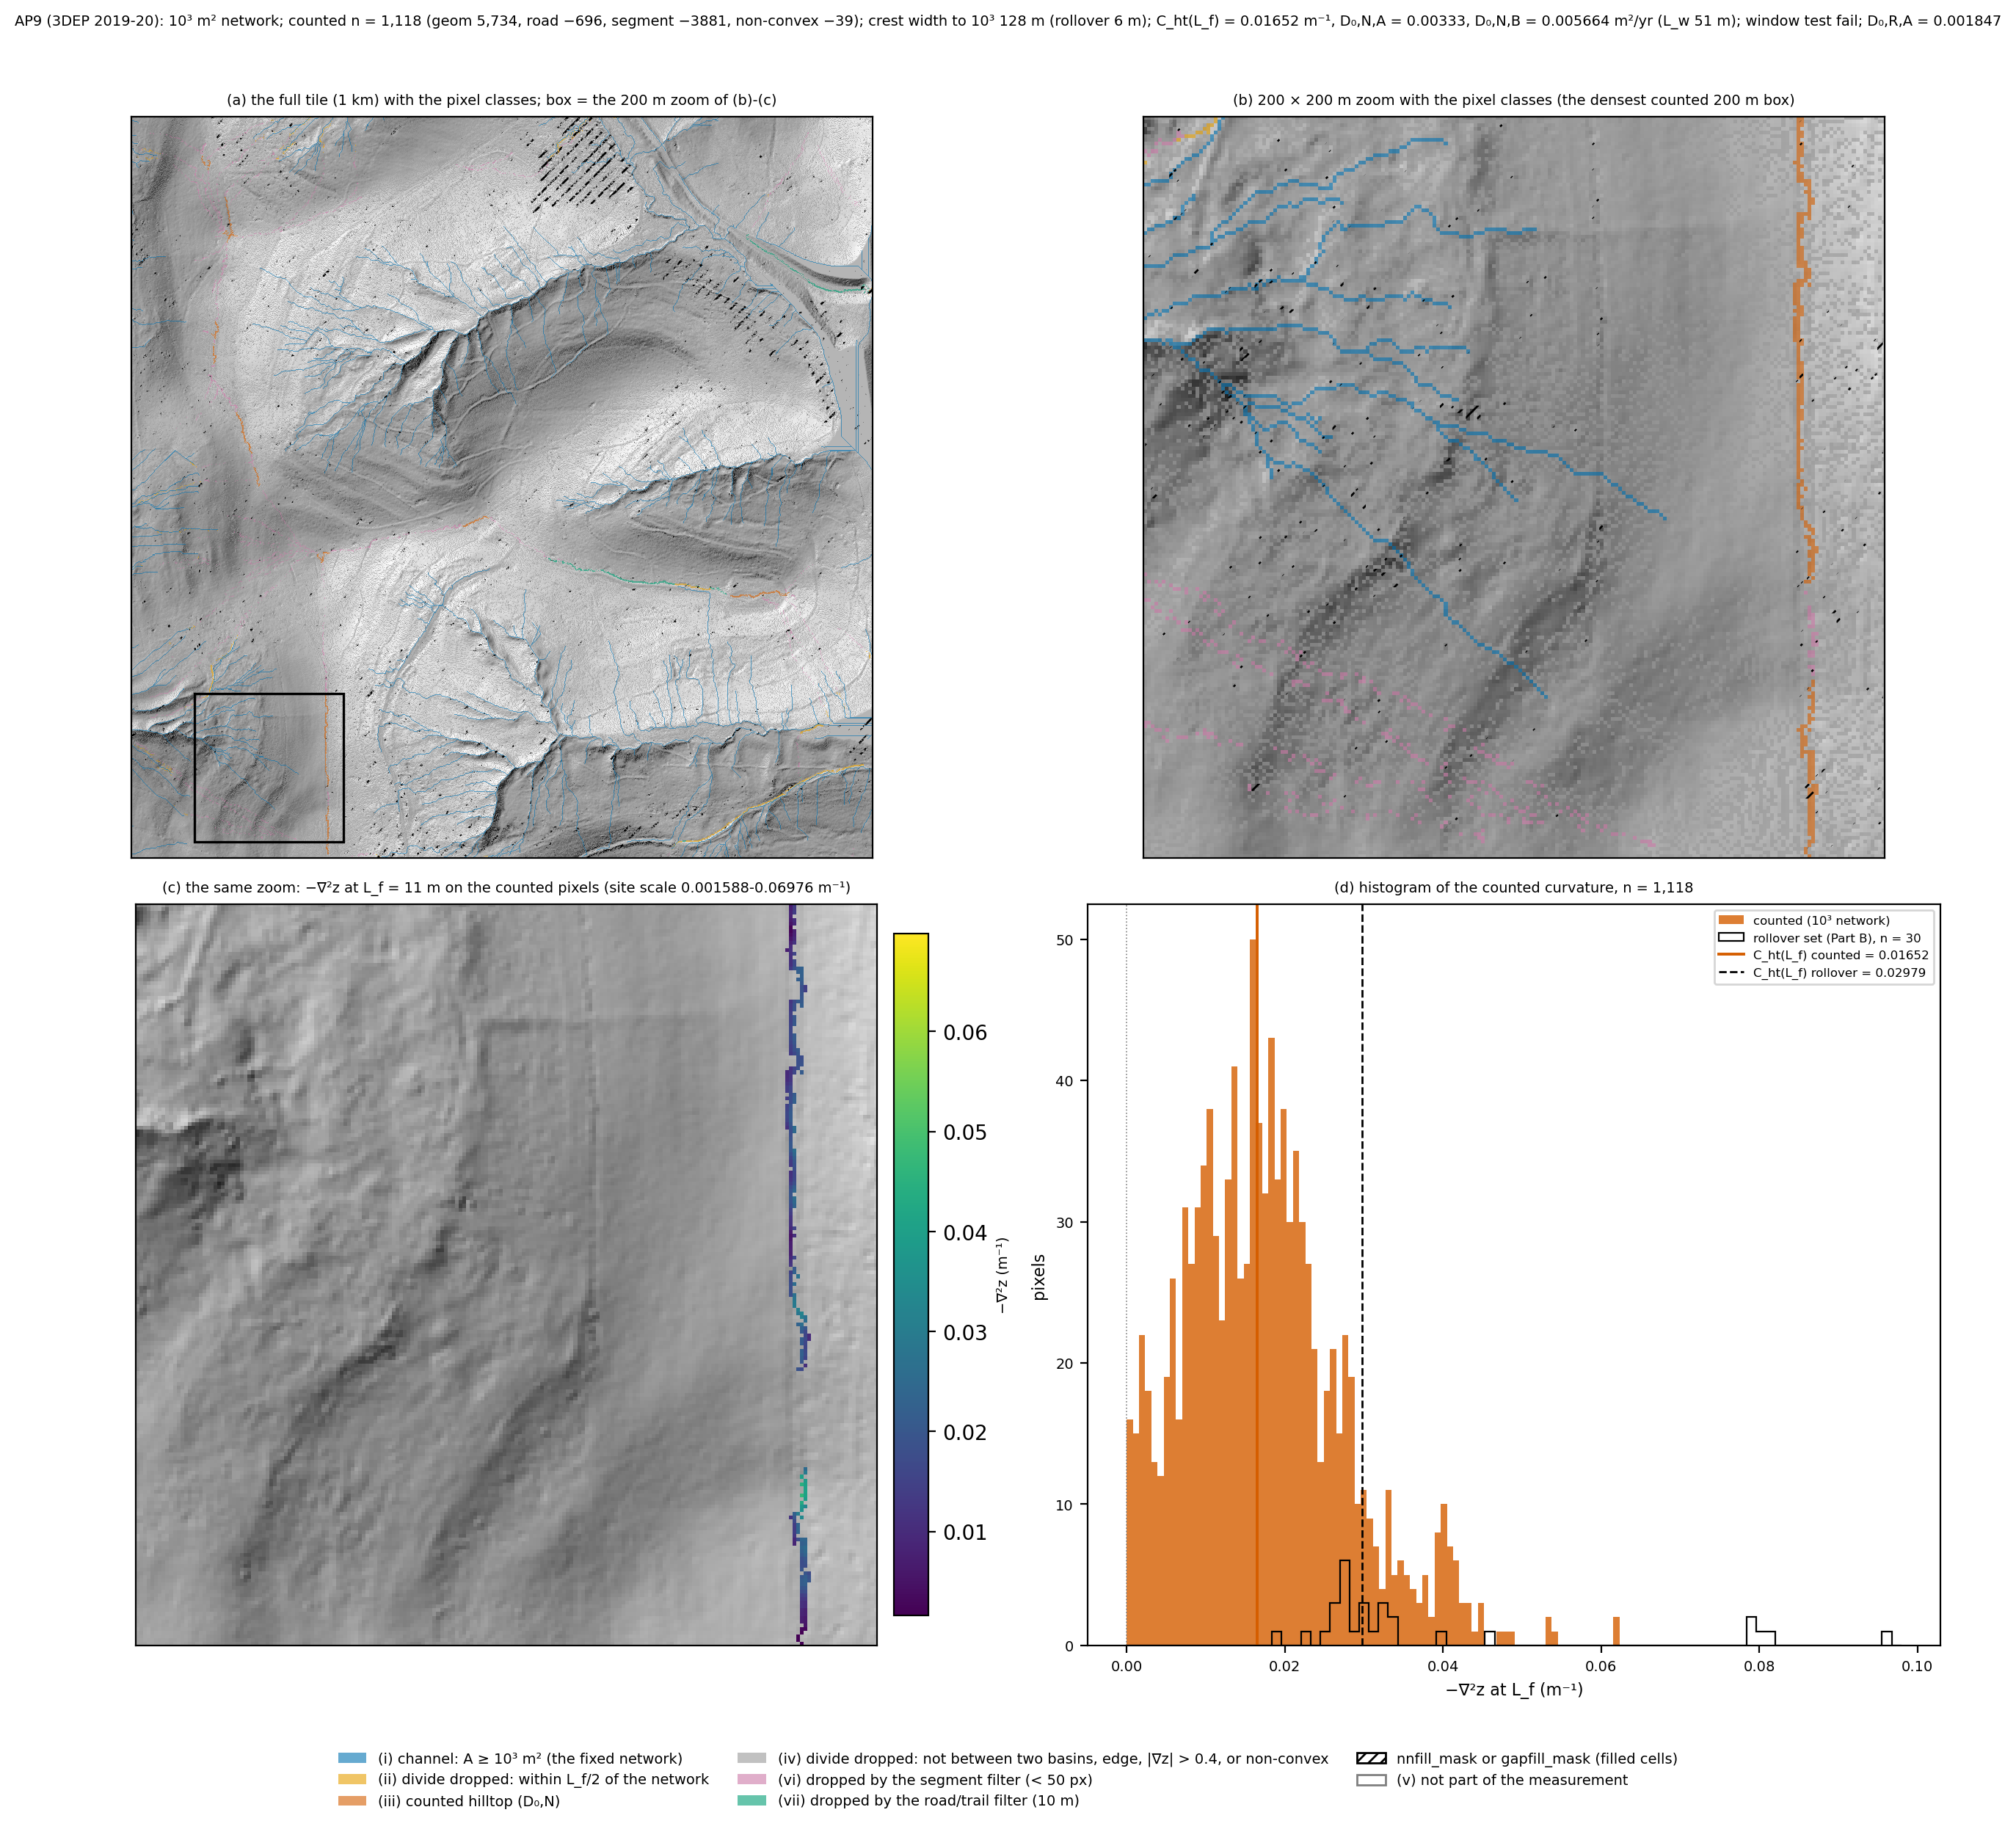 AP9 (3DEP 2019-20): 10³ m² network; counted n = 1,118 (geom 5,734, road −696, segment −3881, non-convex −39); crest width to 10³ 128 m (rollover 6 m); C_ht(L_f) = 0.01652 m⁻¹, D₀,N,A = 0.00333, D₀,N,B = 0.005664 m²/yr (L_w 51 m); window test fail; D₀,R,A = 0.001847
(a) the full tile (1 km) with the pixel classes; box = the 200 m zoom of (b)-(c)
(b) 200 × 200 m zoom with the pixel classes (the densest counted 200 m box)
(c) the same zoom: −∇²z at L_f = 11 m on the counted pixels (site scale 0.001588-0.06976 m⁻¹)
0.06
0.05
0.04
0.03
0.02
0.01
−∇²z (m⁻¹)
(d) histogram of the counted curvature, n = 1,118
counted (10³ network)
rollover set (Part B), n = 30
C_ht(L_f) counted = 0.01652
C_ht(L_f) rollover = 0.02979
50
40
30
20
10
0
pixels
0.00
0.02
0.04
0.06
0.08
0.10
−∇²z at L_f (m⁻¹)
(i) channel: A ≥ 10³ m² (the fixed network)
(ii) divide dropped: within L_f/2 of the network
(iii) counted hilltop (D₀,N)
(iv) divide dropped: not between two basins, edge, |∇z| > 0.4, or non-convex
(vi) dropped by the segment filter (< 50 px)
(vii) dropped by the road/trail filter (10 m)
nnfill_mask or gapfill_mask (filled cells)
(v) not part of the measurement